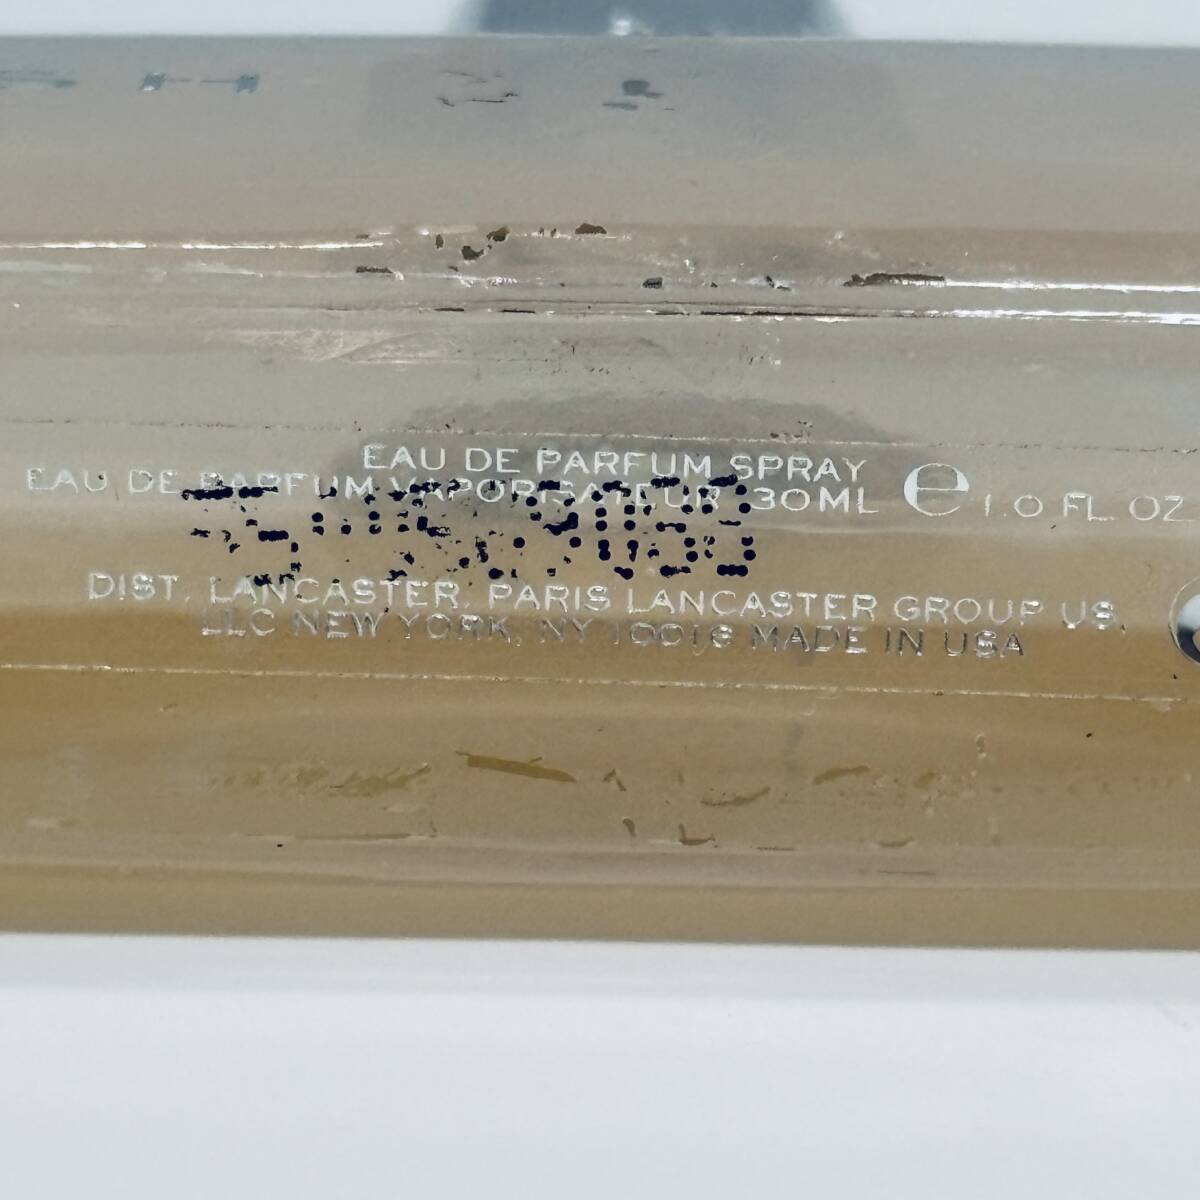 EAU DE PARFUM SPRAY
EAU DE PARFUM VAPORISATEUR 30ML e 1.0 FL. OZ
DIST. LANCASTER, PARIS LANCASTER GROUP US,
LLC NEW YORK, NY 10016 MADE IN USA